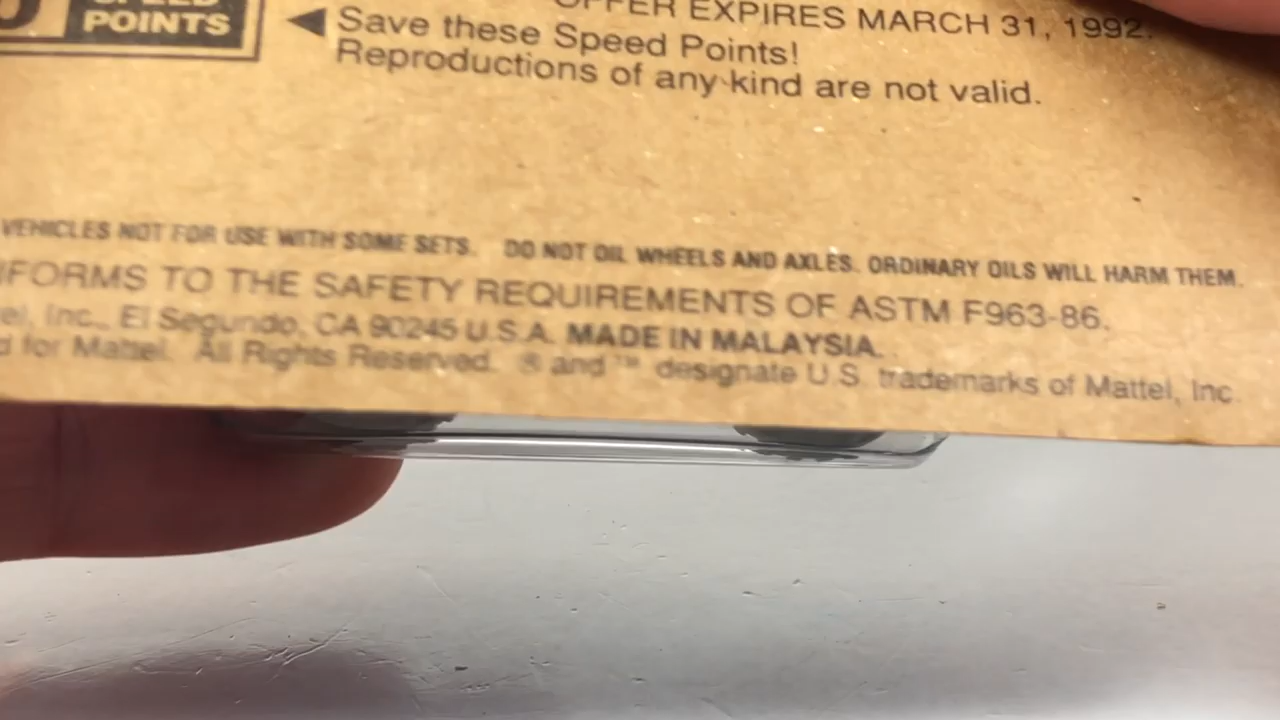 SPEED
POINTS
OFFER EXPIRES MARCH 31, 1992.
Save these Speed Points!
Reproductions of any kind are not valid.
VEHICLES NOT FOR USE WITH SOME SETS. DO NOT OIL WHEELS AND AXLES. ORDINARY OILS WILL HARM THEM.
FORMS TO THE SAFETY REQUIREMENTS OF ASTM F963-86.
el, Inc., El Segundo, CA 90245 U.S.A. MADE IN MALAYSIA.
d for Mattel. All Rights Reserved. ® and ™ designate U.S. trademarks of Mattel, Inc.